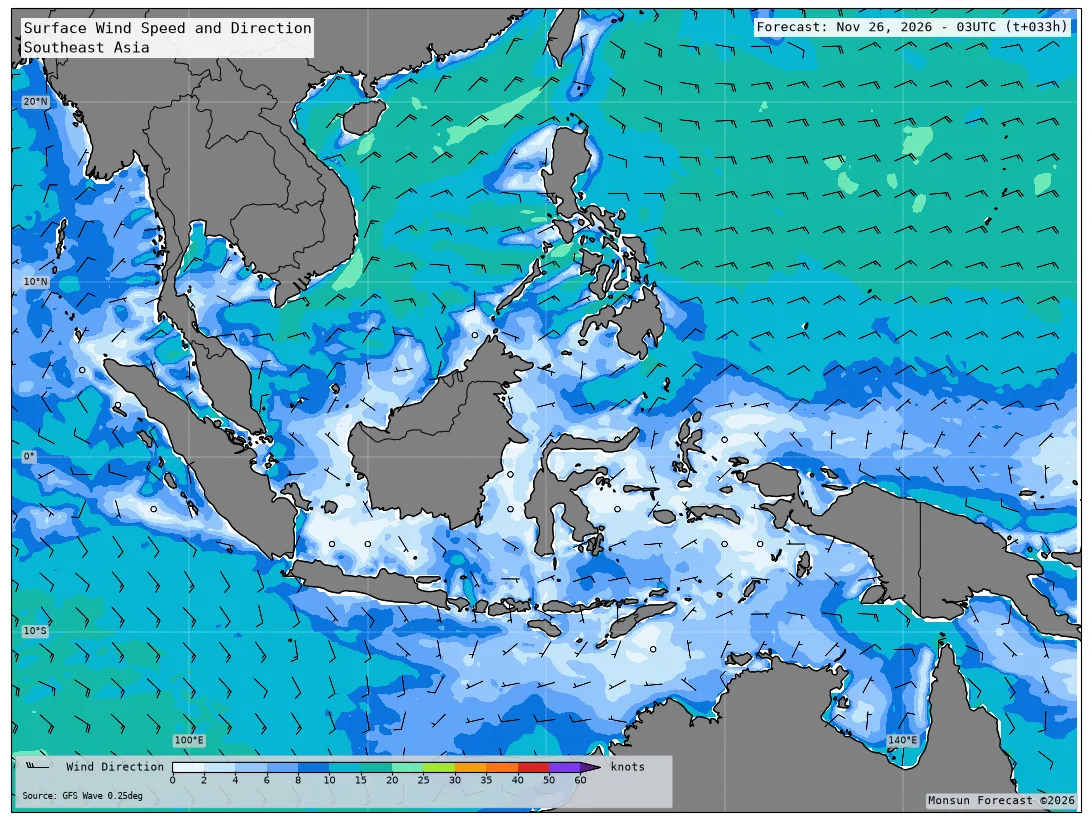 Surface Wind Speed and Direction
Southeast Asia
Forecast: Nov 26, 2026 - 03UTC (t+033h)
20°N
10°N
0°
10°S
100°E
140°E
Wind Direction
0 2 4 6 8 10 15 20 25 30 35 40 50 60
knots
Source: GFS Wave 0.25deg
Monsun Forecast ©2026